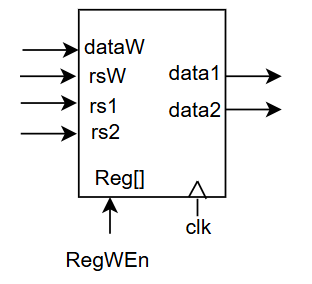 dataW
rsW
data1
rs1
data2
rs2
Reg[]
clk
RegWEn